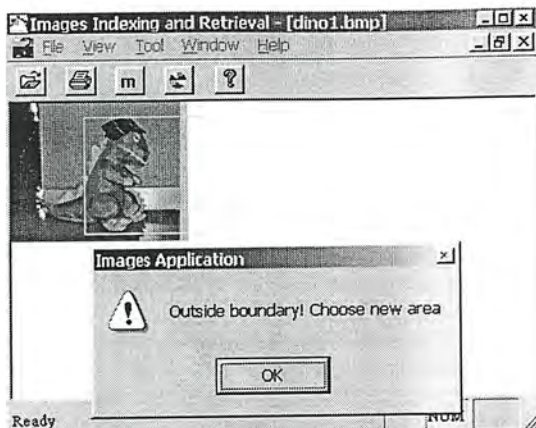 Images Indexing and Retrieval - [dino1.bmp]
File View Tool Window Help
m ?
Images Application
Outside boundary! Choose new area
OK
Ready NUM